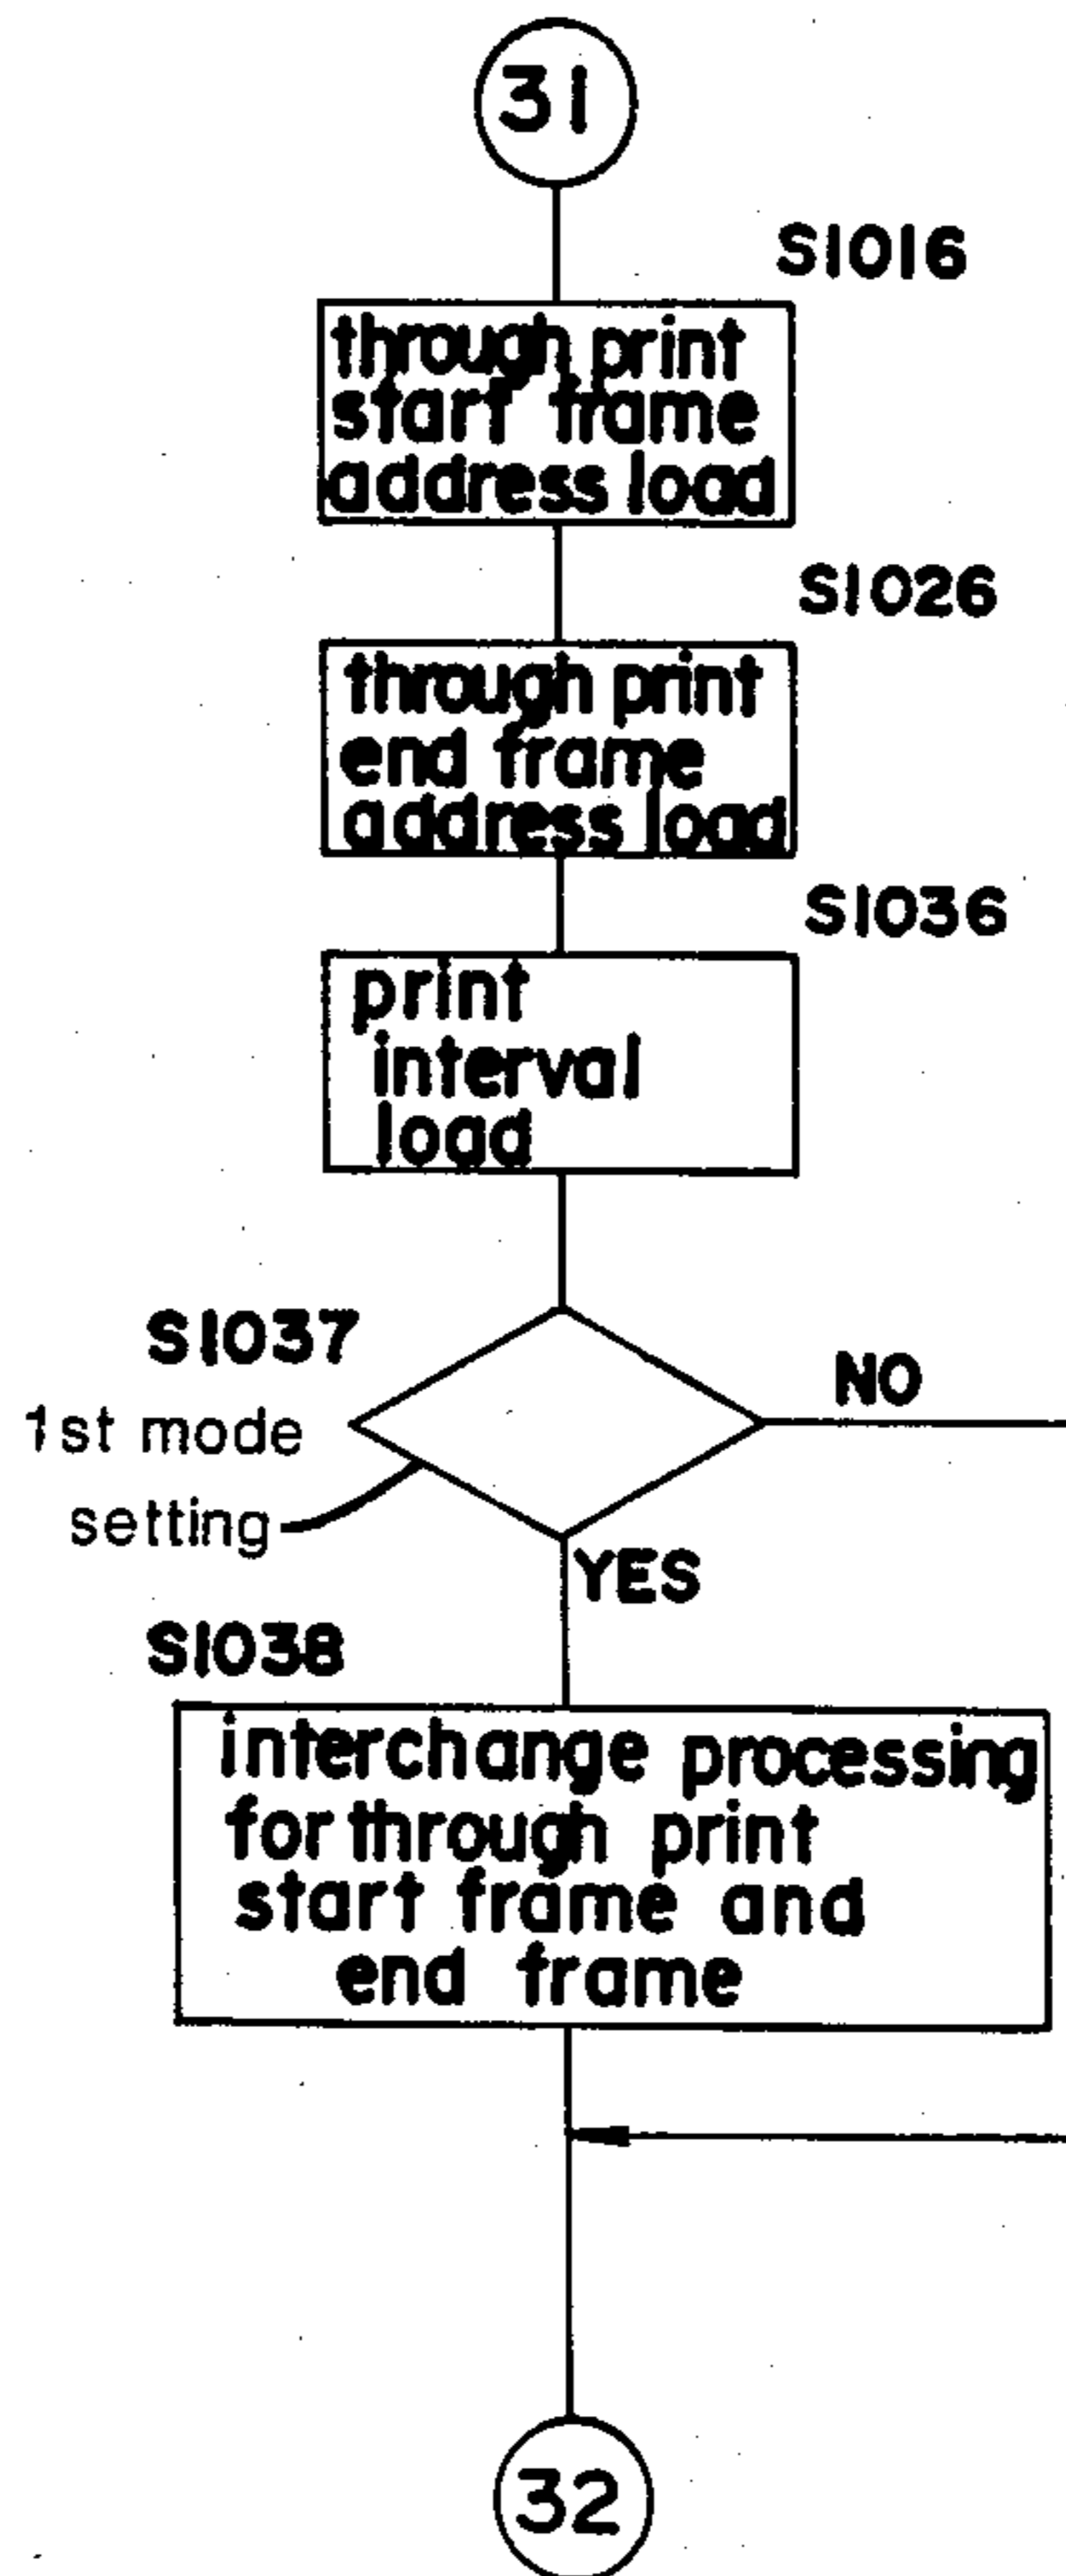 31
S1016
through print
start frame
address load
S1026
through print
end frame
address load
S1036
print
interval
load
S1037
1st mode
setting
NO
YES
S1038
interchange processing
for through print
start frame and
end frame
32